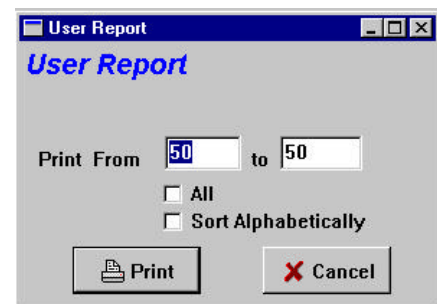 User Report
User Report
Print From 50 to 50
All
Sort Alphabetically
Print Cancel